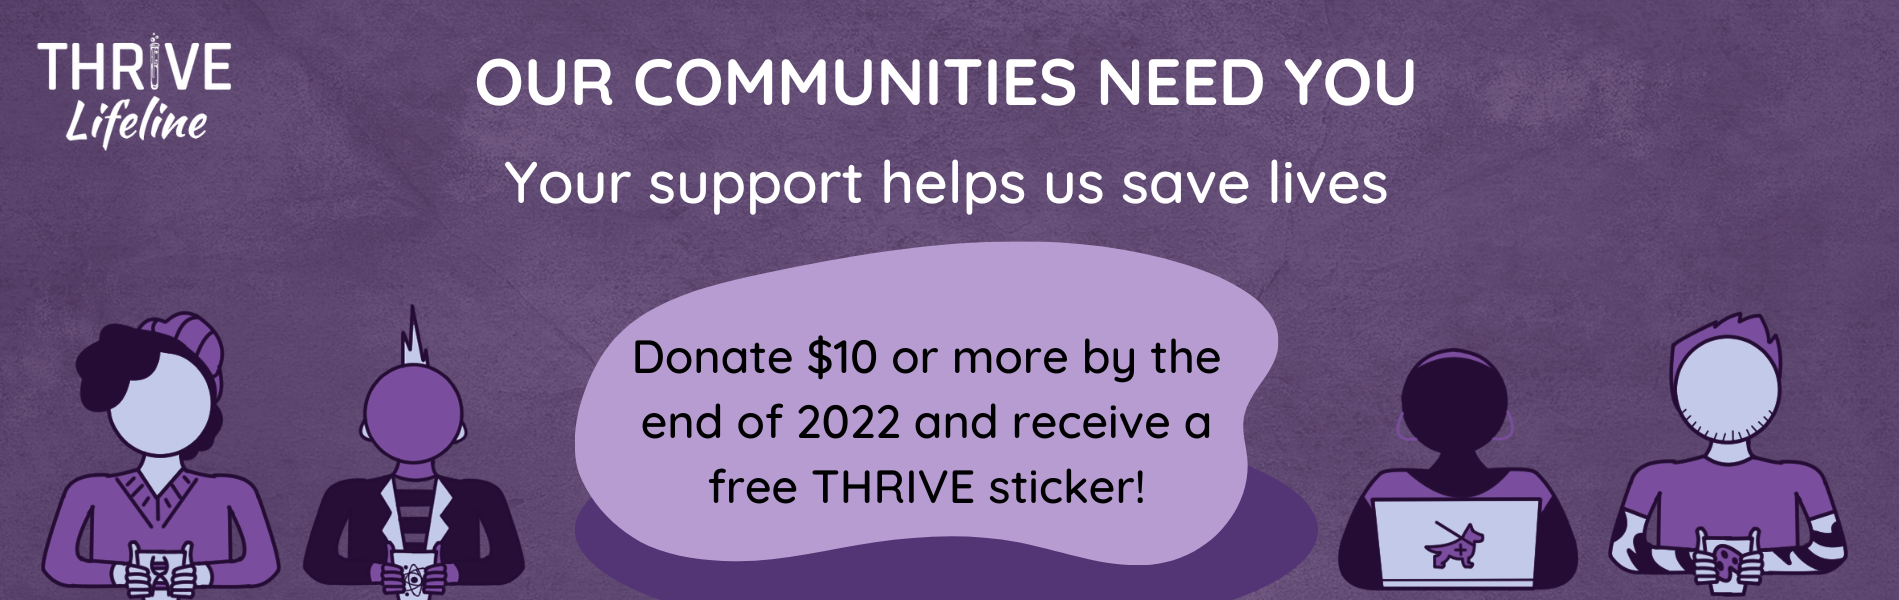 THRIVE
Lifeline
OUR COMMUNITIES NEED YOU
Your support helps us save lives
Donate $10 or more by the
end of 2022 and receive a
free THRIVE sticker!